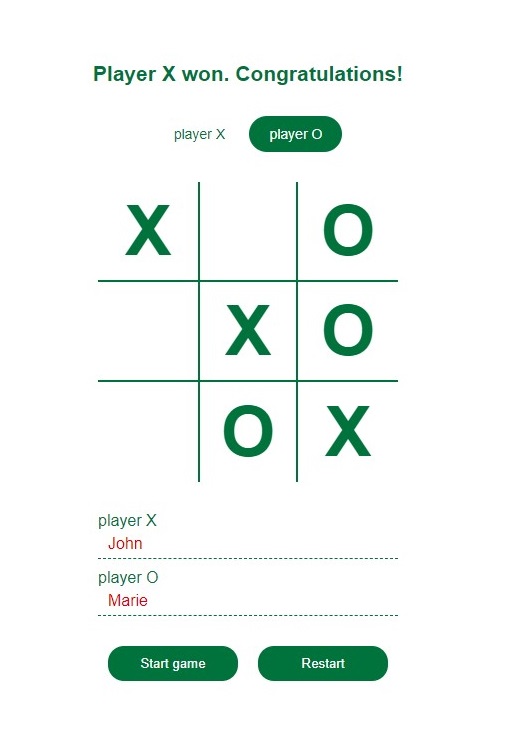 Player X won. Congratulations!
player X player O
X O
X O
O X
player X
John
player O
Marie
Start game Restart